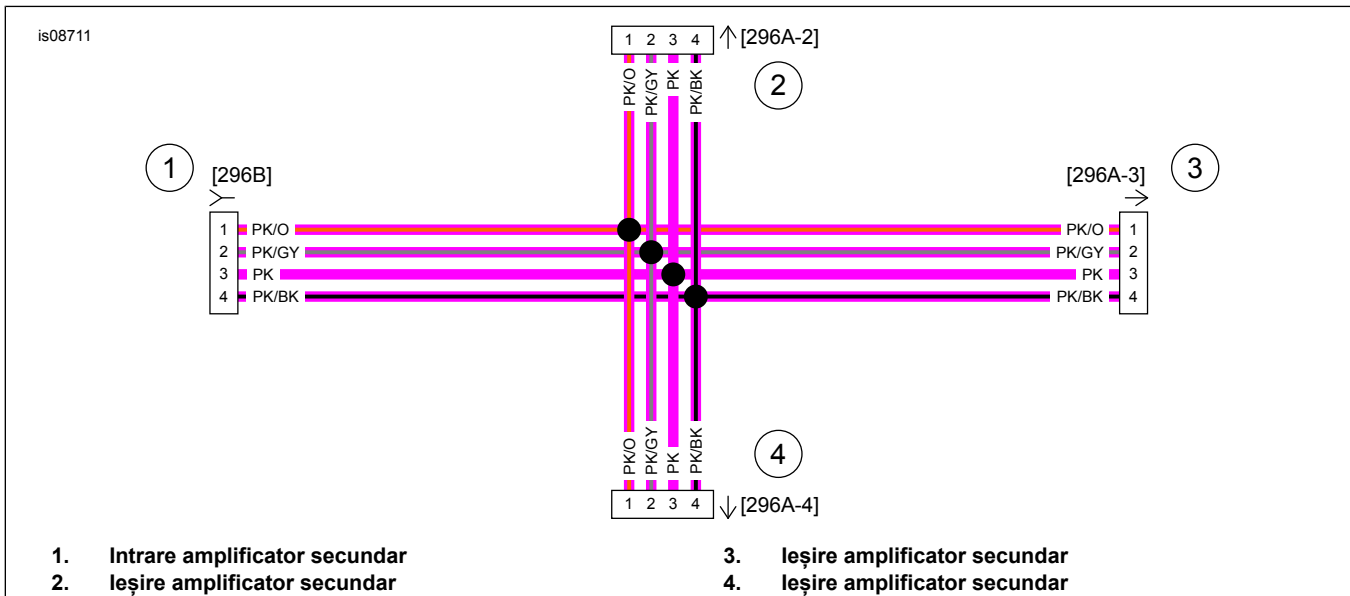 is08711
1 2 3 4
[296A-2]
PK/O PK/GY PK PK/BK
2
1
[296B]
[296A-3]
3
1 PK/O PK/O 1
2 PK/GY PK/GY 2
3 PK PK 3
4 PK/BK PK/BK 4
PK/O PK/GY PK PK/BK
4
1 2 3 4
[296A-4]
1. Intrare amplificator secundar
2. Ieșire amplificator secundar
3. Ieșire amplificator secundar
4. Ieșire amplificator secundar